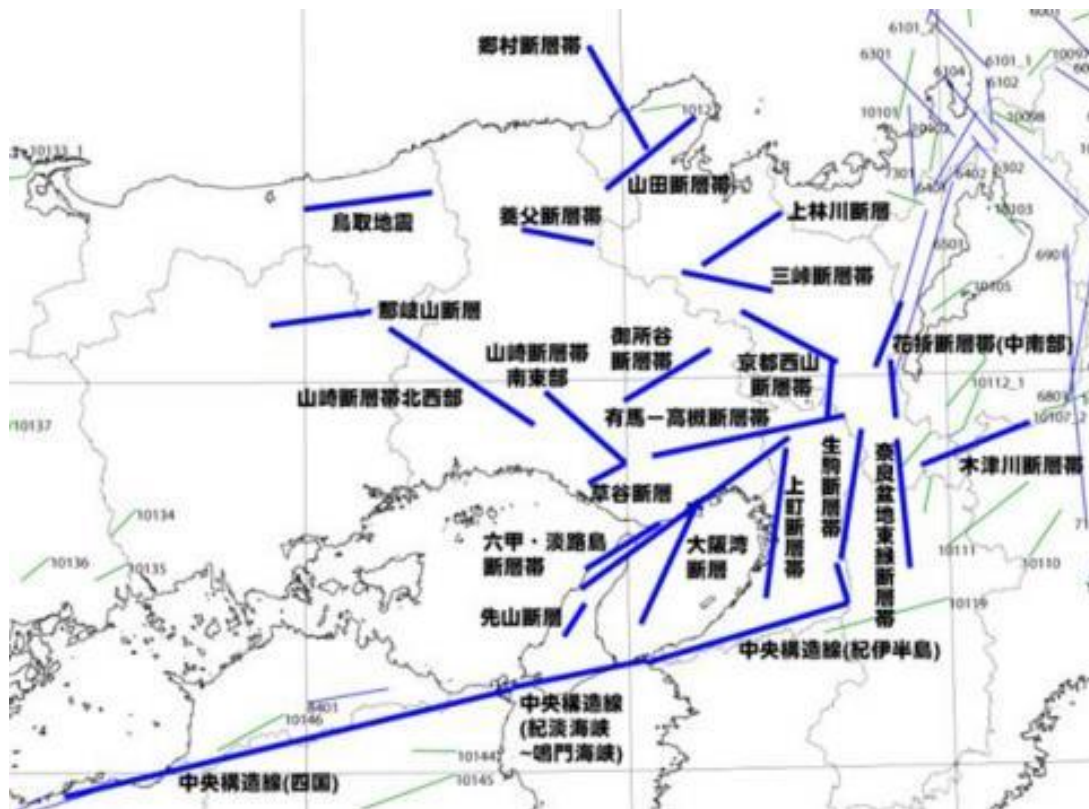 郷村断層帯
6101_2
6301
6101_1
6104
6102
1012
10098
10101
10133_1
山田断層帯
7301
6402
6302
鳥取地震
養父断層帯
上林川断層
10103
6501
6901
三峠断層帯
10105
那岐山断層
御所谷
断層帯
山崎断層帯
南東部
京都西山
断層帯
花折断層帯(中南部)
10112_1
山崎断層帯北西部
有馬－高槻断層帯
10107_2
10137
木津川断層帯
生駒断層帯
奈良盆地東縁断層帯
上町断層帯
草谷断層
10134
六甲・淡路島
断層帯
大阪湾
断層
10111
10110
10136
10135
10119
先山断層
中央構造線(紀伊半島)
中央構造線
(紀淡海峡
~鳴門海峡)
10146
10144
10145
中央構造線(四国)